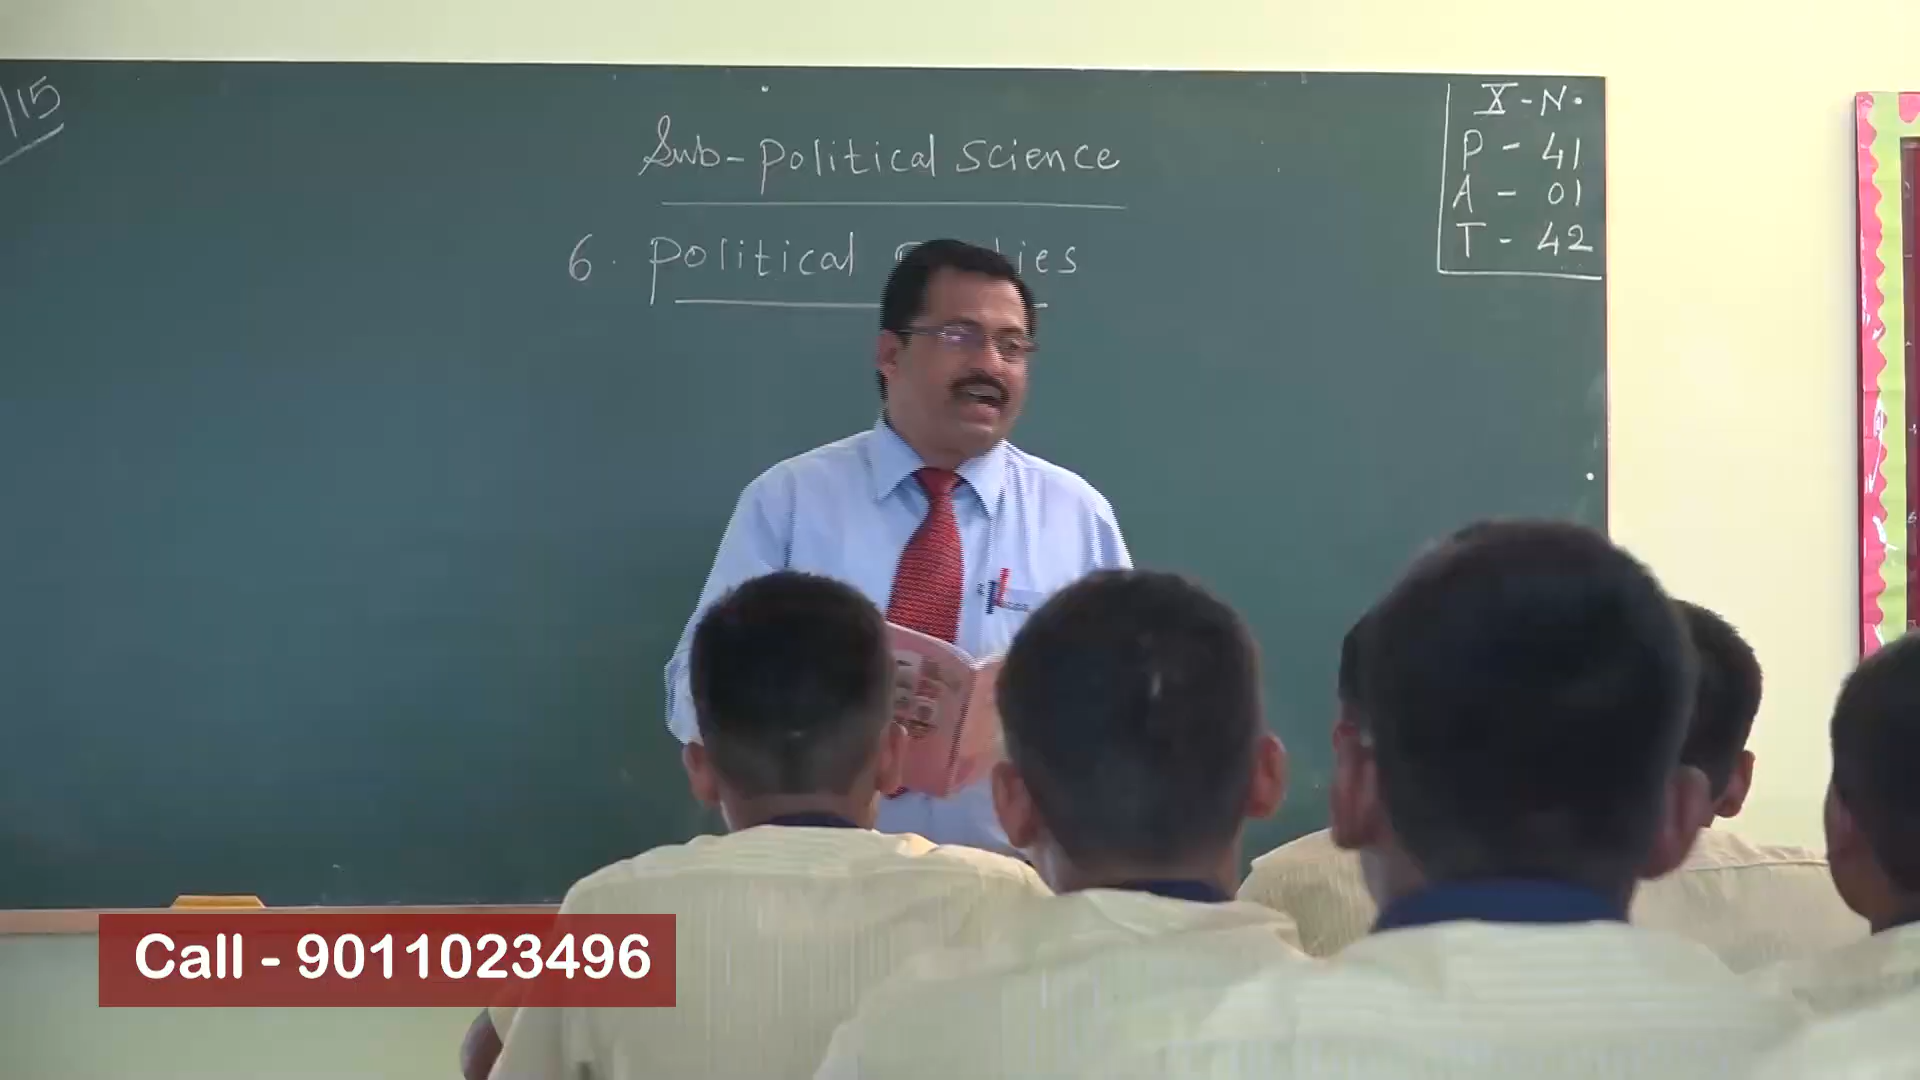 /15
Sub-Political Science
6. Political
X-N.
P - 41
A - 01
T - 42
Call - 9011023496